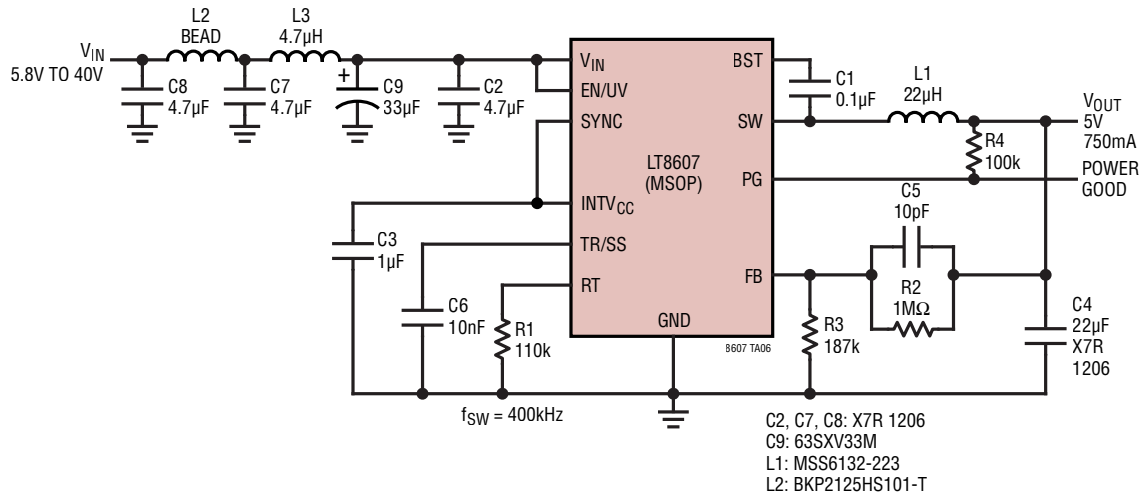 L2
BEAD
L3
4.7µH
VIN
5.8V TO 40V
C8
4.7µF
C7
4.7µF
+
C9
33µF
C2
4.7µF
VIN
EN/UV
SYNC
INTVCC
TR/SS
RT
LT8607
(MSOP)
GND
BST
SW
PG
FB
C1
0.1µF
L1
22µH
VOUT
5V
750mA
R4
100k
POWER
GOOD
C5
10pF
R2
1MΩ
R3
187k
C4
22µF
X7R
1206
C3
1µF
C6
10nF
R1
110k
8607 TA06
fSW = 400kHz
C2, C7, C8: X7R 1206
C9: 63SXV33M
L1: MSS6132-223
L2: BKP2125HS101-T